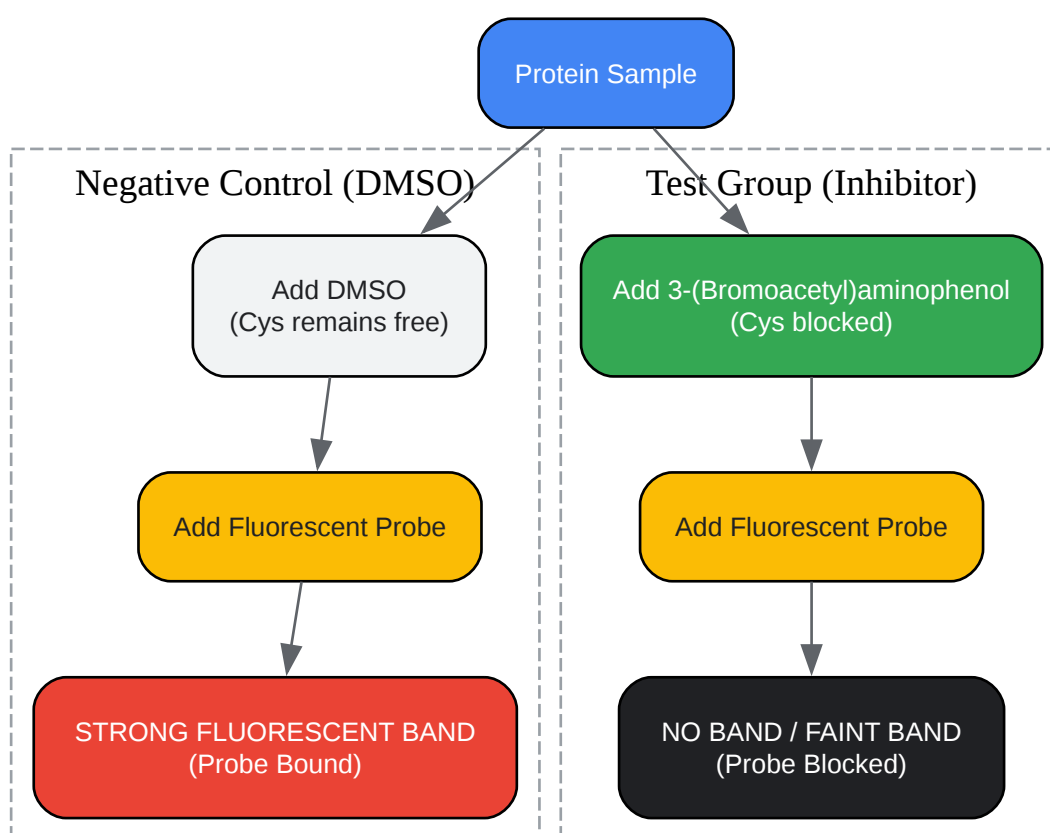 Protein Sample
Negative Control (DMSO)
Test Group (Inhibitor)
Add DMSO
(Cys remains free)
Add 3-(Bromoacetyl)aminophenol
(Cys blocked)
Add Fluorescent Probe
Add Fluorescent Probe
STRONG FLUORESCENT BAND
(Probe Bound)
NO BAND / FAINT BAND
(Probe Blocked)